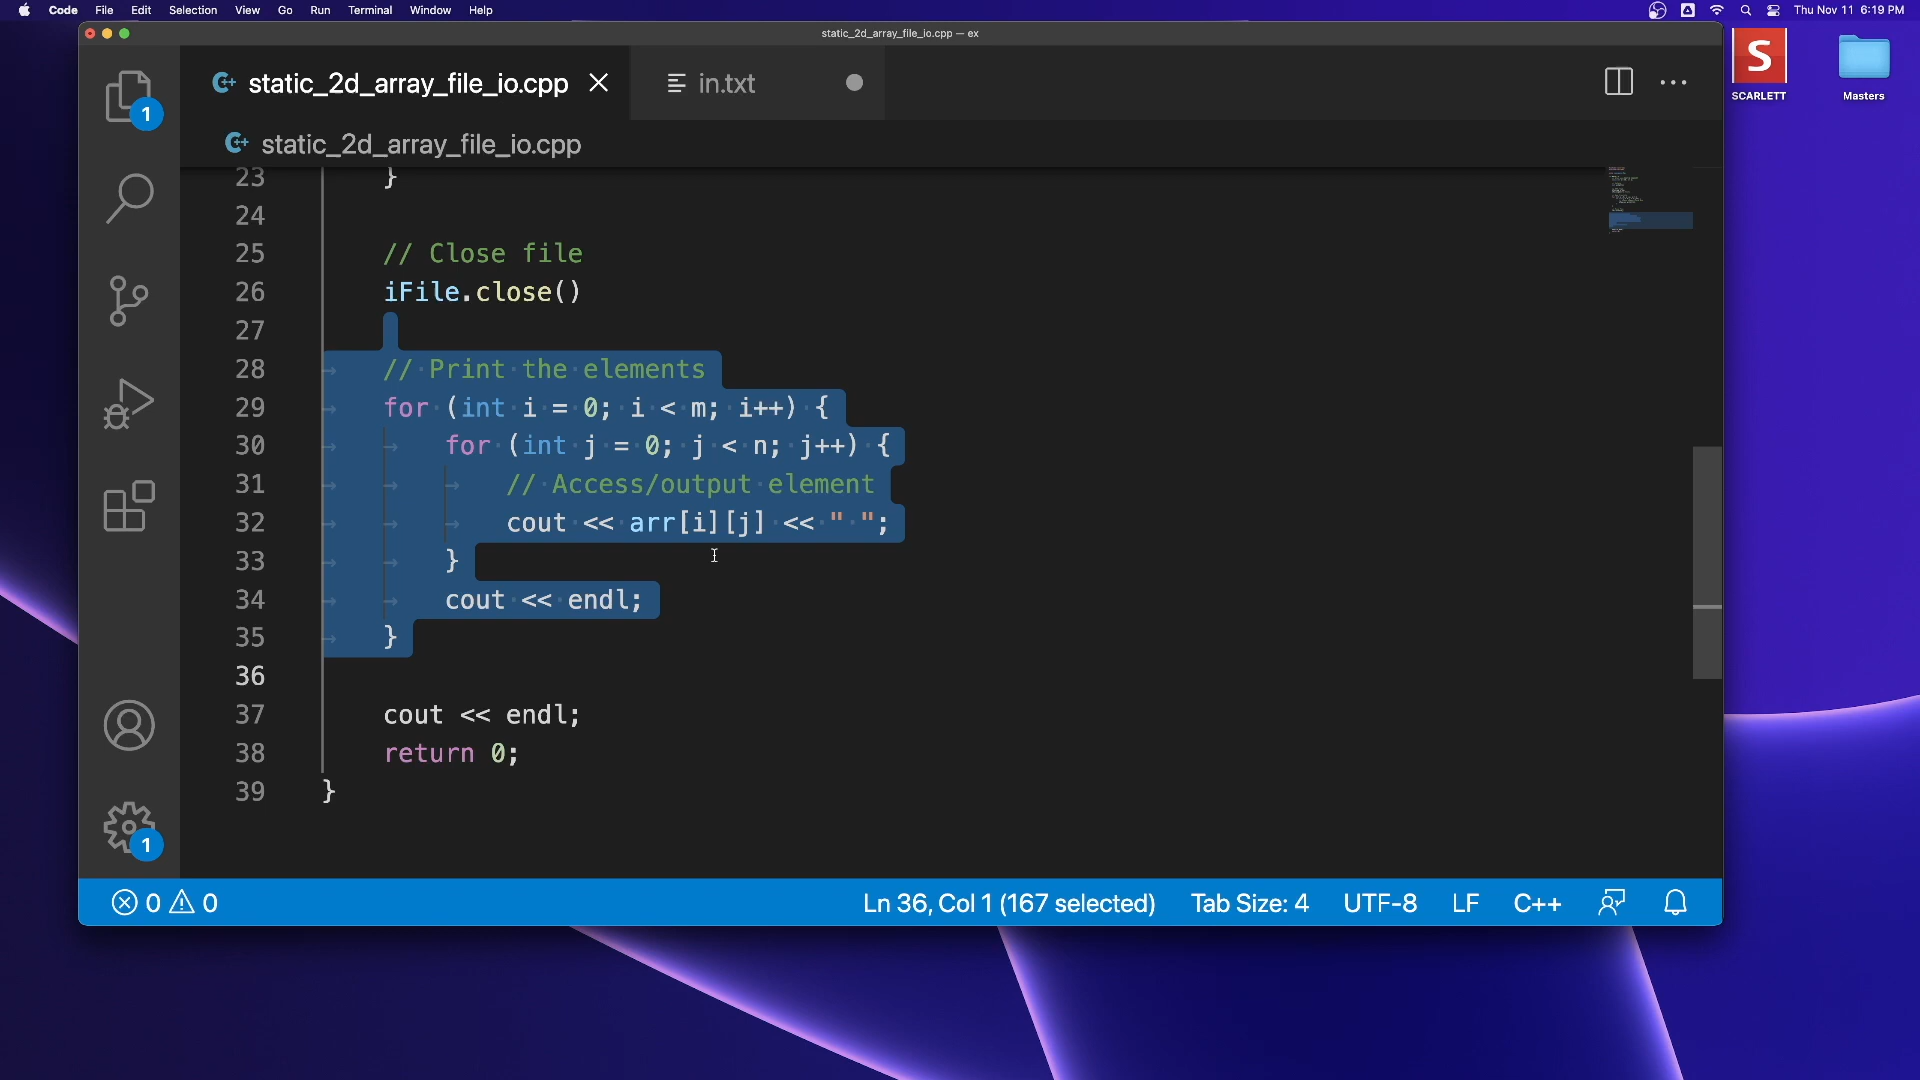 Code File Edit Selection View Go Run Terminal Window Help Thu Nov 11 6:19 PM
static_2d_array_file_io.cpp — ex
S
SCARLETT
Masters
static_2d_array_file_io.cpp in.txt
1
static_2d_array_file_io.cpp
23 }
24
25 // Close file
26 iFile.close()
27
28 // Print the elements
29 for (int i = 0; i < m; i++) {
30 for (int j = 0; j < n; j++) {
31 // Access/output element
32 cout << arr[i][j] << " ";
33 }
34 cout << endl;
35 }
36
37 cout << endl;
38 return 0;
39 }
1
0 0 Ln 36, Col 1 (167 selected) Tab Size: 4 UTF-8 LF C++